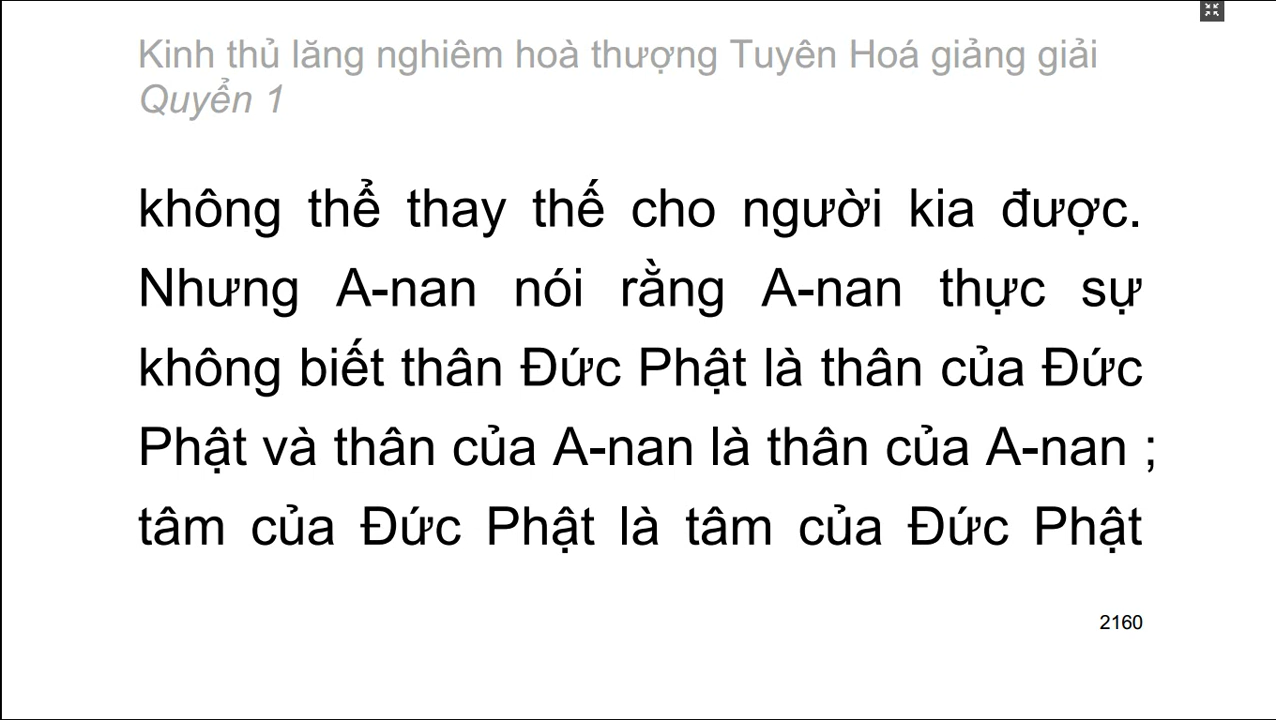 Kinh thủ lăng nghiêm hoà thượng Tuyên Hoá giảng giải
Quyển 1
không thể thay thế cho người kia được.
Nhưng A-nan nói rằng A-nan thực sự
không biết thân Đức Phật là thân của Đức
Phật và thân của A-nan là thân của A-nan ;
tâm của Đức Phật là tâm của Đức Phật
2160